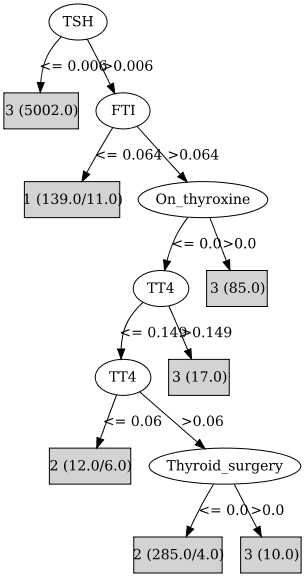 TSH
<= 0.006 >0.006
3 (5002.0) FTI
<= 0.064 >0.064
1 (139.0/11.0) On_thyroxine
<= 0.0 >0.0
TT4 3 (85.0)
<= 0.149 >0.149
TT4 3 (17.0)
<= 0.06 >0.06
2 (12.0/6.0) Thyroid_surgery
<= 0.0 >0.0
2 (285.0/4.0) 3 (10.0)